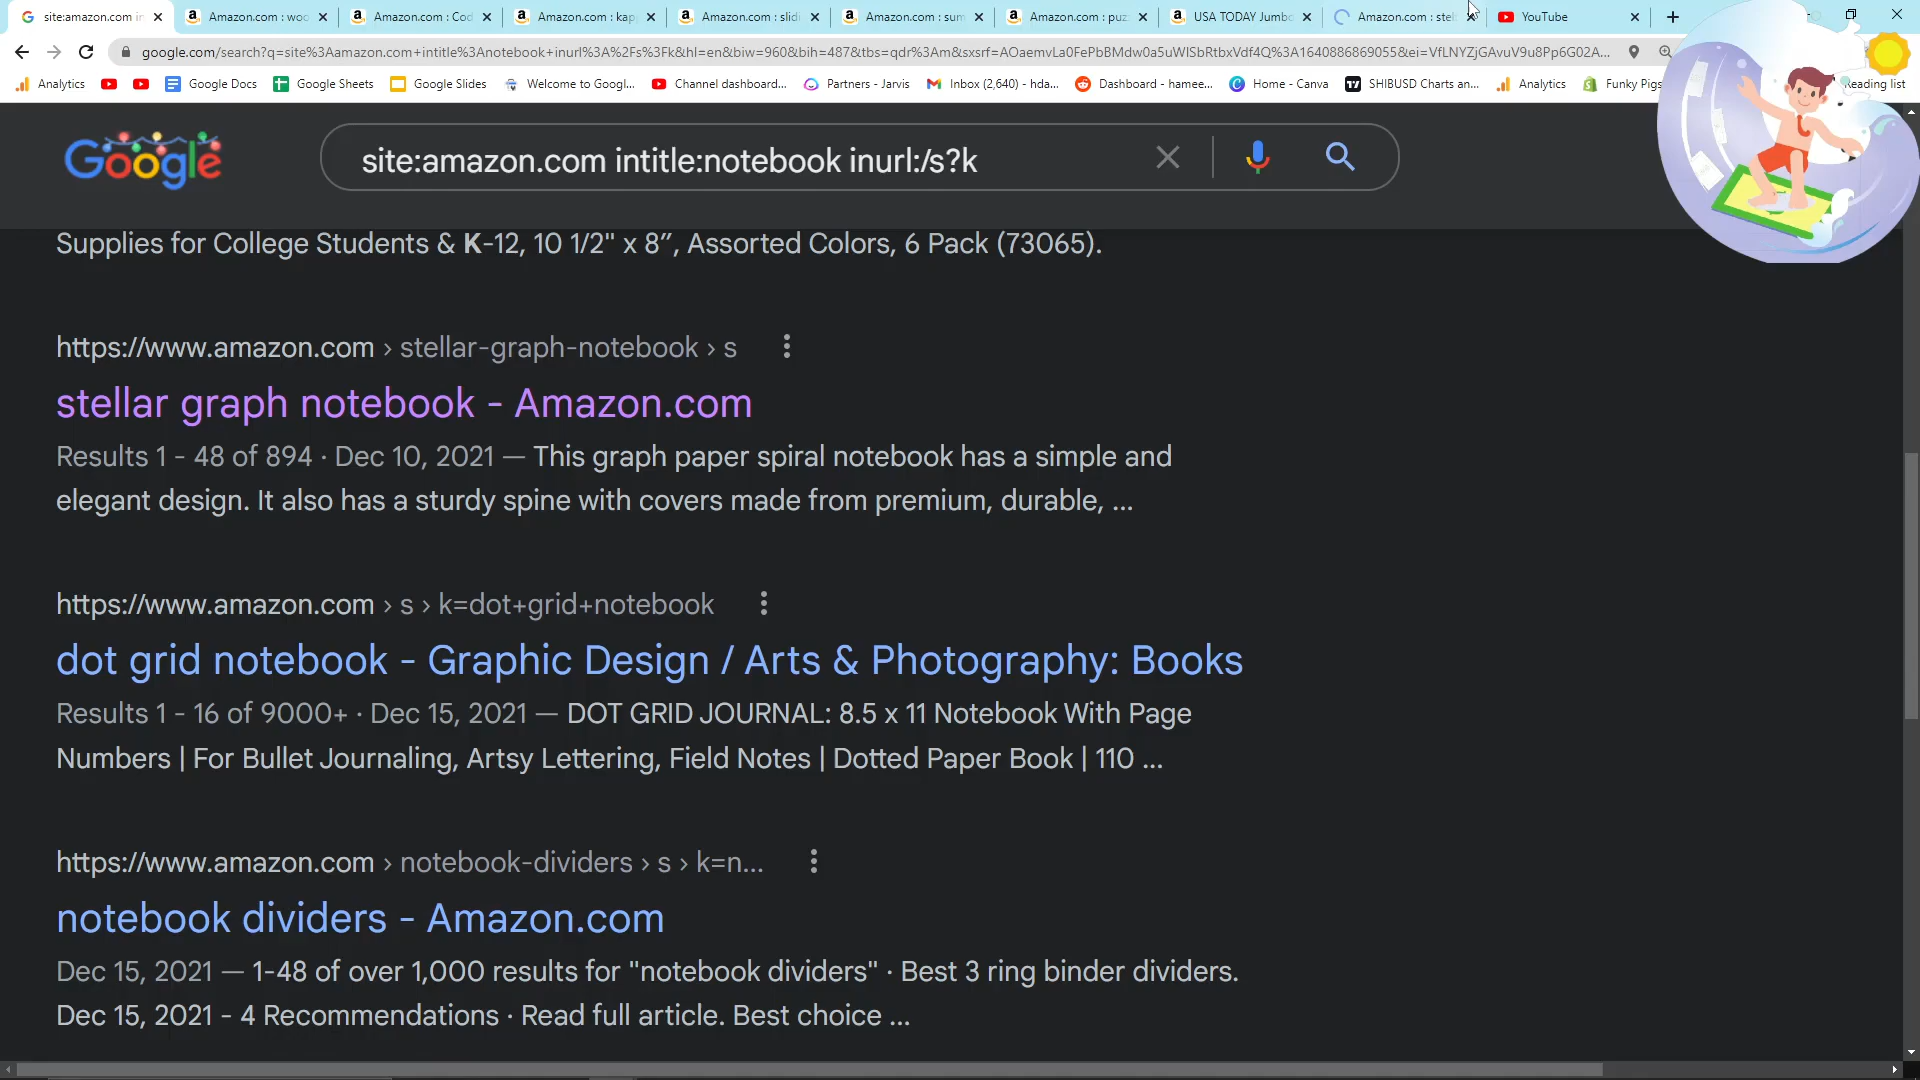 site:amazon.com in
Amazon.com : woo
Amazon.com : Cod
Amazon.com : kap
Amazon.com : slidi
Amazon.com : sum
Amazon.com : puz
USA TODAY Jumbo
Amazon.com : stel
YouTube
google.com/search?q=site%3Aamazon.com+intitle%3Anotebook+inurl%3A%2Fs%3Fk&hl=en&biw=960&bih=487&tbs=qdr%3Am&sxsrf=AOaemvLa0FePbBMdw0a5uWlSbRtbxVdf4Q%3A1640886869055&ei=VfLNYZjGAvuV9u8Pp6G02A...
Analytics
Google Docs
Google Sheets
Google Slides
Welcome to Googl...
Channel dashboard...
Partners - Jarvis
Inbox (2,640) - hda...
Dashboard - hamee...
Home - Canva
SHIBUSD Charts an...
Analytics
Funky Pigs
Reading list
Google
site:amazon.com intitle:notebook inurl:/s?k
Supplies for College Students & K-12, 10 1/2" x 8″, Assorted Colors, 6 Pack (73065).
https://www.amazon.com › stellar-graph-notebook › s
stellar graph notebook - Amazon.com
Results 1 - 48 of 894 · Dec 10, 2021 — This graph paper spiral notebook has a simple and
elegant design. It also has a sturdy spine with covers made from premium, durable, ...
https://www.amazon.com › s › k=dot+grid+notebook
dot grid notebook - Graphic Design / Arts & Photography: Books
Results 1 - 16 of 9000+ · Dec 15, 2021 — DOT GRID JOURNAL: 8.5 x 11 Notebook With Page
Numbers | For Bullet Journaling, Artsy Lettering, Field Notes | Dotted Paper Book | 110 ...
https://www.amazon.com › notebook-dividers › s › k=n...
notebook dividers - Amazon.com
Dec 15, 2021 — 1-48 of over 1,000 results for "notebook dividers" · Best 3 ring binder dividers.
Dec 15, 2021 - 4 Recommendations · Read full article. Best choice ...